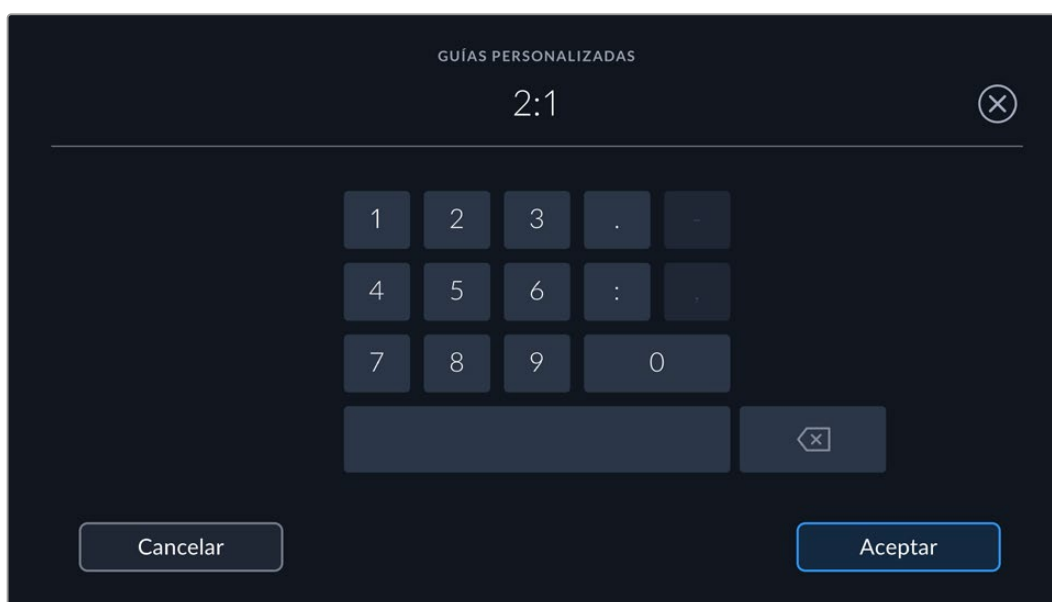 GUÍAS PERSONALIZADAS
2:1
1 2 3 . -
4 5 6 : ,
7 8 9 0
Cancelar Aceptar